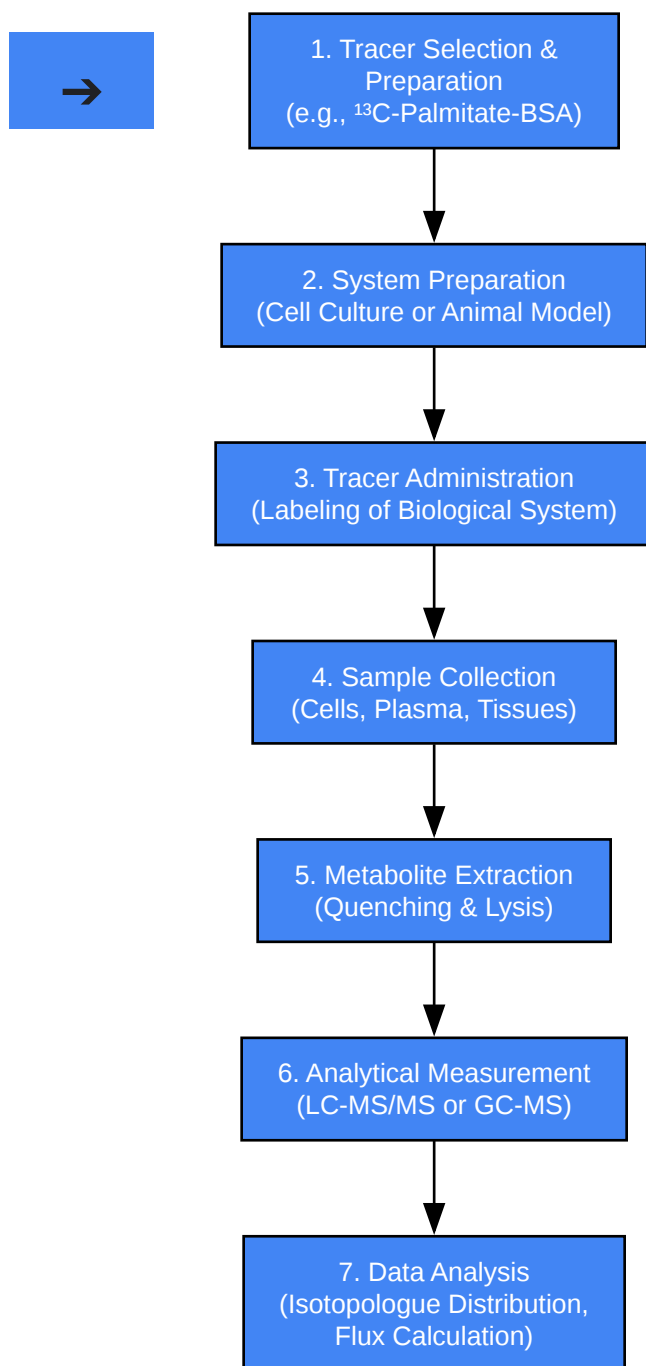 ➔
1. Tracer Selection &
Preparation
(e.g., ¹³C-Palmitate-BSA)
2. System Preparation
(Cell Culture or Animal Model)
3. Tracer Administration
(Labeling of Biological System)
4. Sample Collection
(Cells, Plasma, Tissues)
5. Metabolite Extraction
(Quenching & Lysis)
6. Analytical Measurement
(LC-MS/MS or GC-MS)
7. Data Analysis
(Isotopologue Distribution,
Flux Calculation)